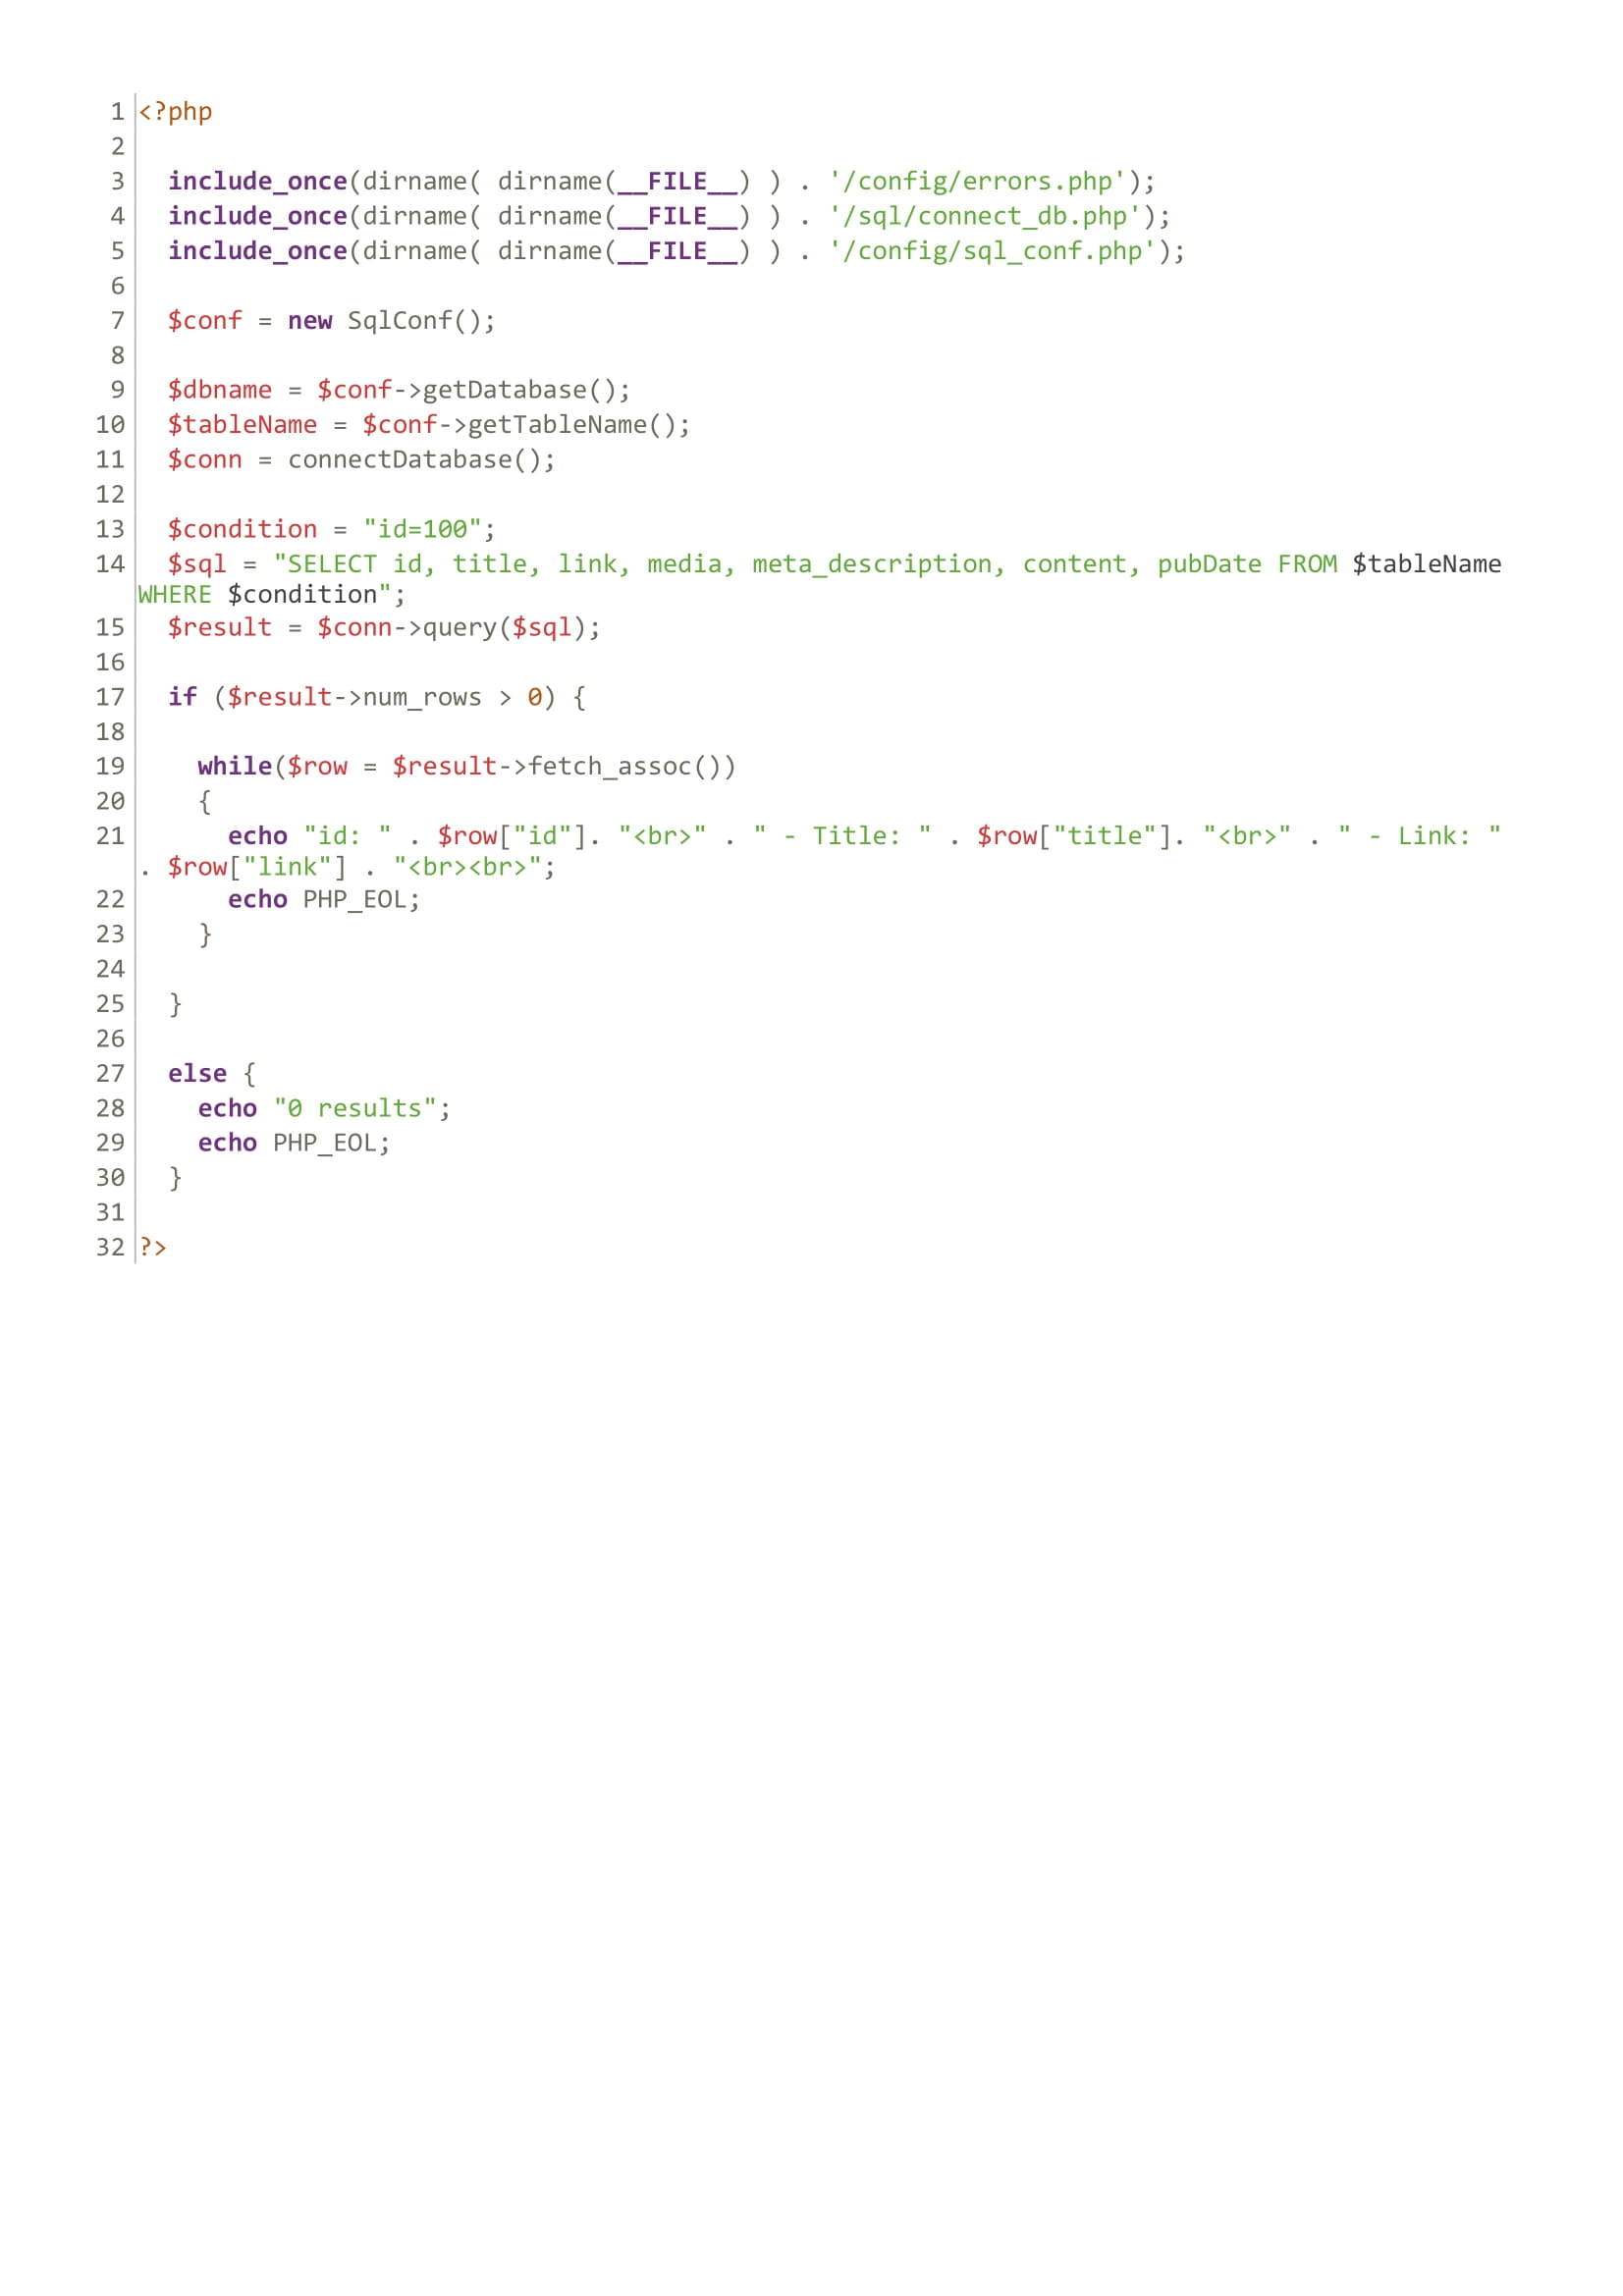 1 <?php
2
3   include_once(dirname( dirname(__FILE__) ) . '/config/errors.php');
4   include_once(dirname( dirname(__FILE__) ) . '/sql/connect_db.php');
5   include_once(dirname( dirname(__FILE__) ) . '/config/sql_conf.php');
6
7   $conf = new SqlConf();
8
9   $dbname = $conf->getDatabase();
10   $tableName = $conf->getTableName();
11   $conn = connectDatabase();
12
13   $condition = "id=100";
14   $sql = "SELECT id, title, link, media, meta_description, content, pubDate FROM $tableName
WHERE $condition";
15   $result = $conn->query($sql);
16
17   if ($result->num_rows > 0) {
18
19     while($row = $result->fetch_assoc())
20     {
21       echo "id: " . $row["id"]. "<br>" . " - Title: " . $row["title"]. "<br>" . " - Link: "
. $row["link"] . "<br><br>";
22       echo PHP_EOL;
23     }
24
25   }
26
27   else {
28     echo "0 results";
29     echo PHP_EOL;
30   }
31
32 ?>